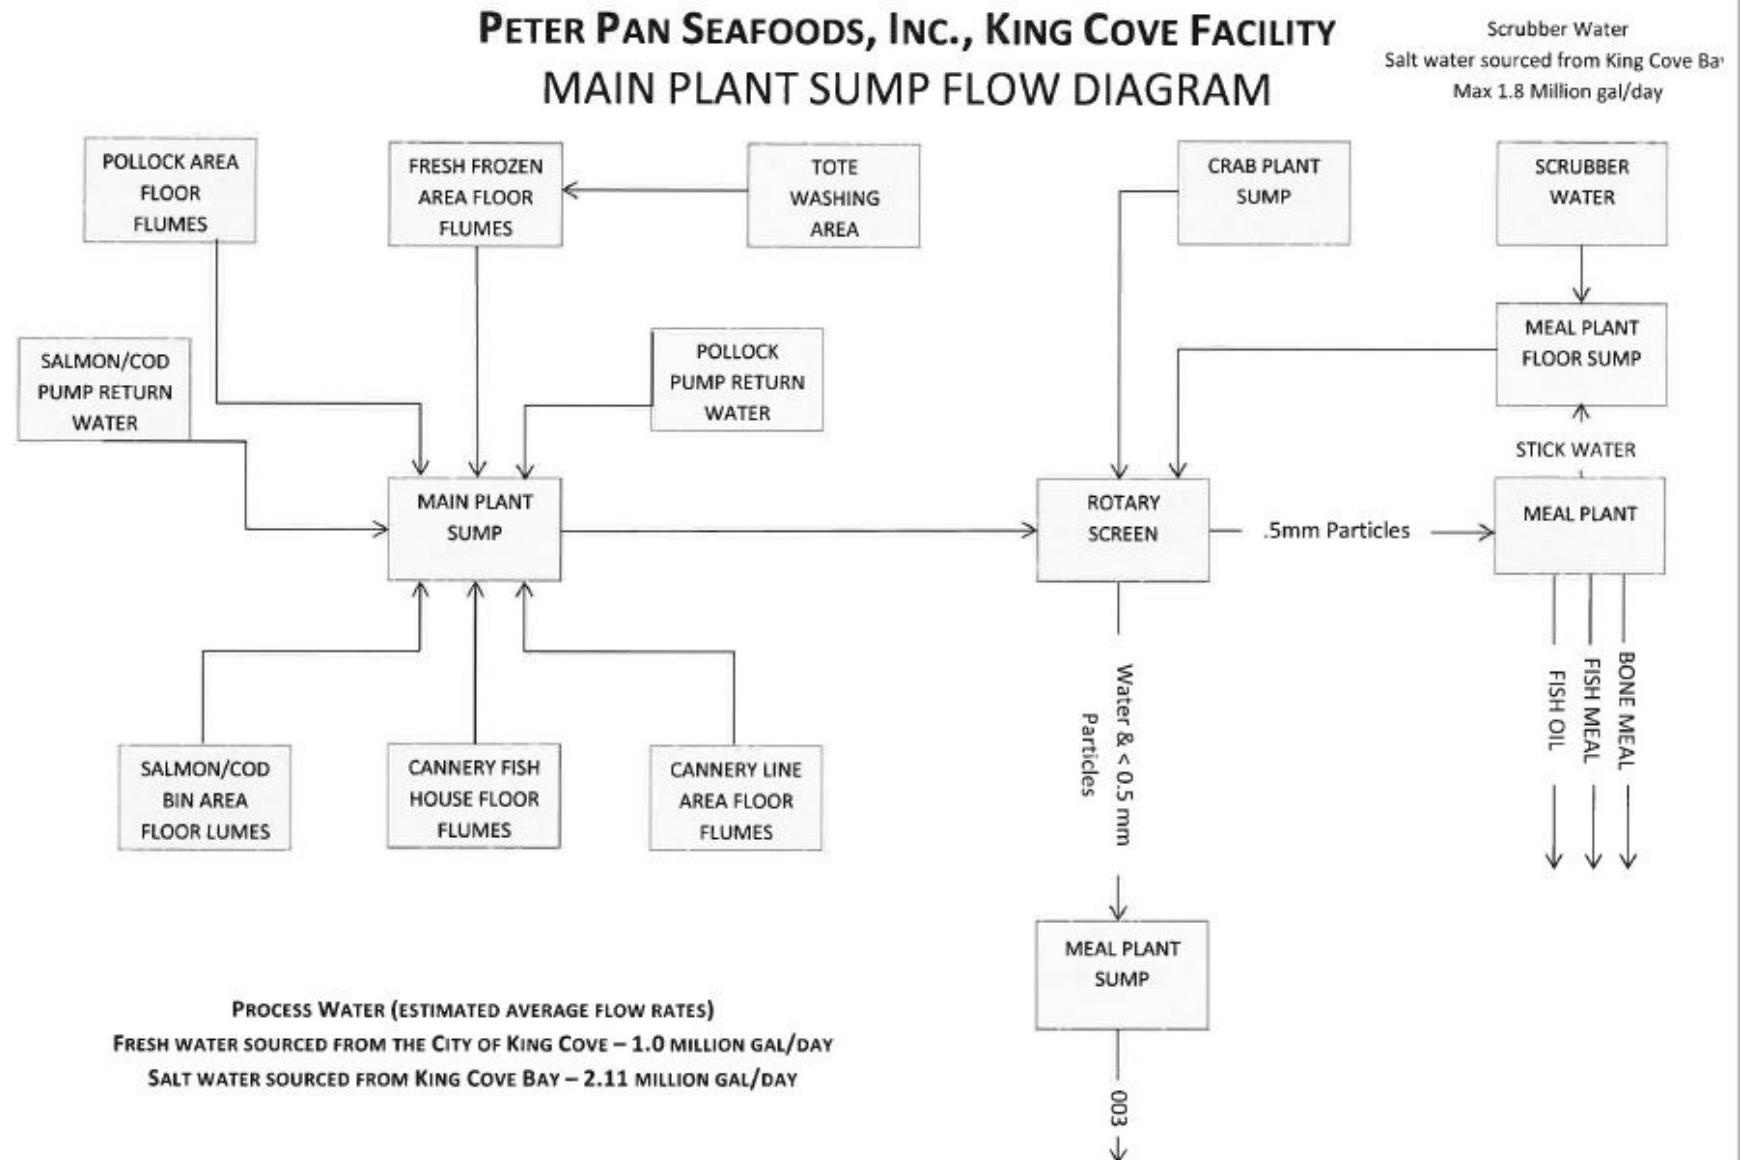 PETER PAN SEAFOODS, INC., KING COVE FACILITY
MAIN PLANT SUMP FLOW DIAGRAM
Scrubber Water
Salt water sourced from King Cove Ba
Max 1.8 Million gal/day
POLLOCK AREA
FLOOR
FLUMES
FRESH FROZEN
AREA FLOOR
FLUMES
TOTE
WASHING
AREA
CRAB PLANT
SUMP
SCRUBBER
WATER
SALMON/COD
PUMP RETURN
WATER
POLLOCK
PUMP RETURN
WATER
MEAL PLANT
FLOOR SUMP
STICK WATER
MAIN PLANT
SUMP
ROTARY
SCREEN
.5mm Particles
MEAL PLANT
Water & < 0.5 mm
Particles
FISH OIL
FISH MEAL
BONE MEAL
SALMON/COD
BIN AREA
FLOOR LUMES
CANNERY FISH
HOUSE FLOOR
FLUMES
CANNERY LINE
AREA FLOOR
FLUMES
MEAL PLANT
SUMP
003
PROCESS WATER (ESTIMATED AVERAGE FLOW RATES)
FRESH WATER SOURCED FROM THE CITY OF KING COVE – 1.0 MILLION GAL/DAY
SALT WATER SOURCED FROM KING COVE BAY – 2.11 MILLION GAL/DAY